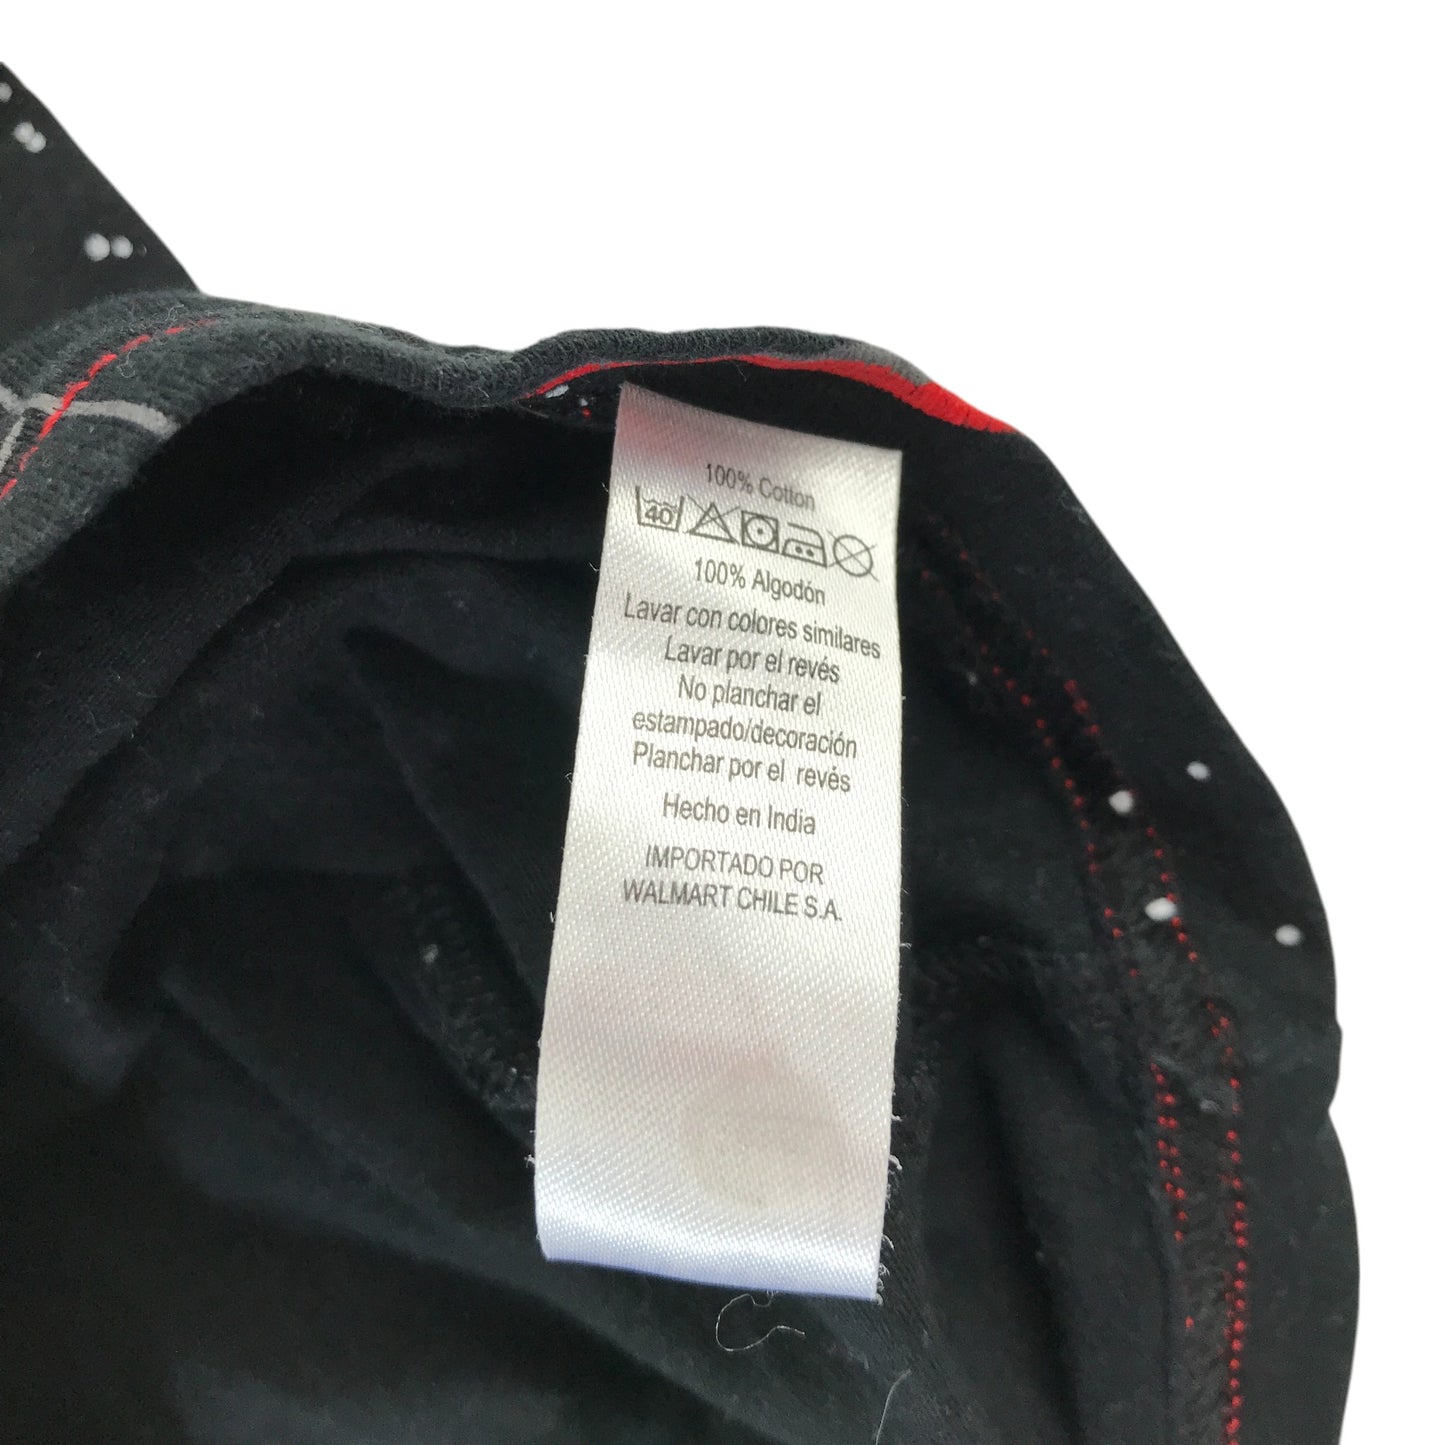 100% Cotton
40
100% Algodón
Lavar con colores similares
Lavar por el revés
No planchar el
estampado/decoración
Planchar por el revés
Hecho en India
IMPORTADO POR
WALMART CHILE S.A.